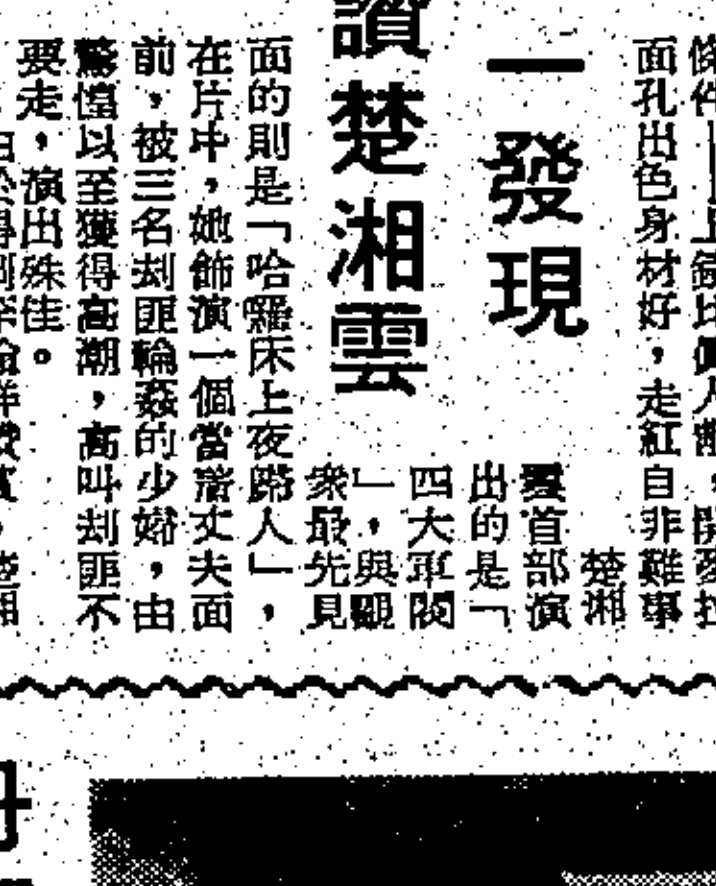 一發現
讚楚湘雲
面孔出色身材好，走紅自非難事
楚湘
雲首部演
出的是「
四大軍閥
」，與觀
衆最先見
面的則是「哈囉床上夜歸人」，
在片中，她飾演一個當着丈夫面
前，被三名刦匪輪姦的少婦，由
驚惶以至獲得高潮，高叫刦匪不
要走，演出殊佳。